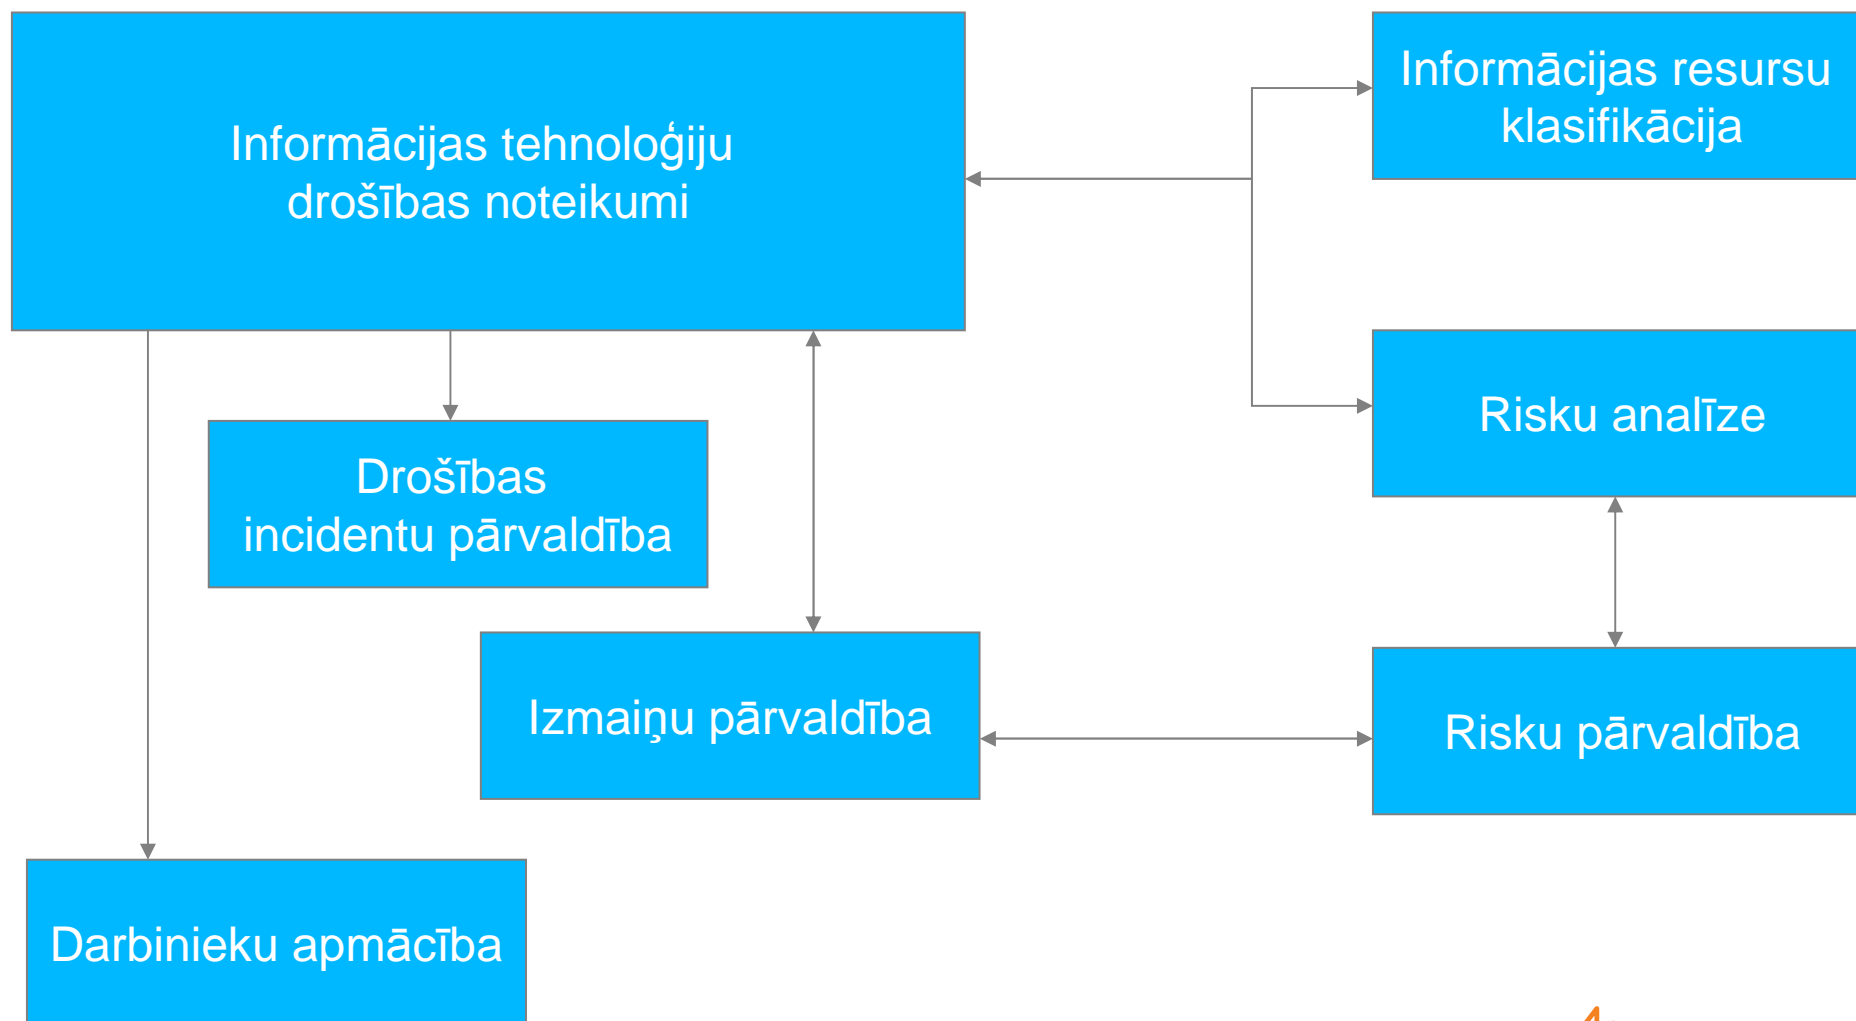 Informācijas tehnoloģiju
drošības noteikumi
Informācijas resursu
klasifikācija
Risku analīze
Drošības
incidentu pārvaldība
Izmaiņu pārvaldība
Risku pārvaldība
Darbinieku apmācība